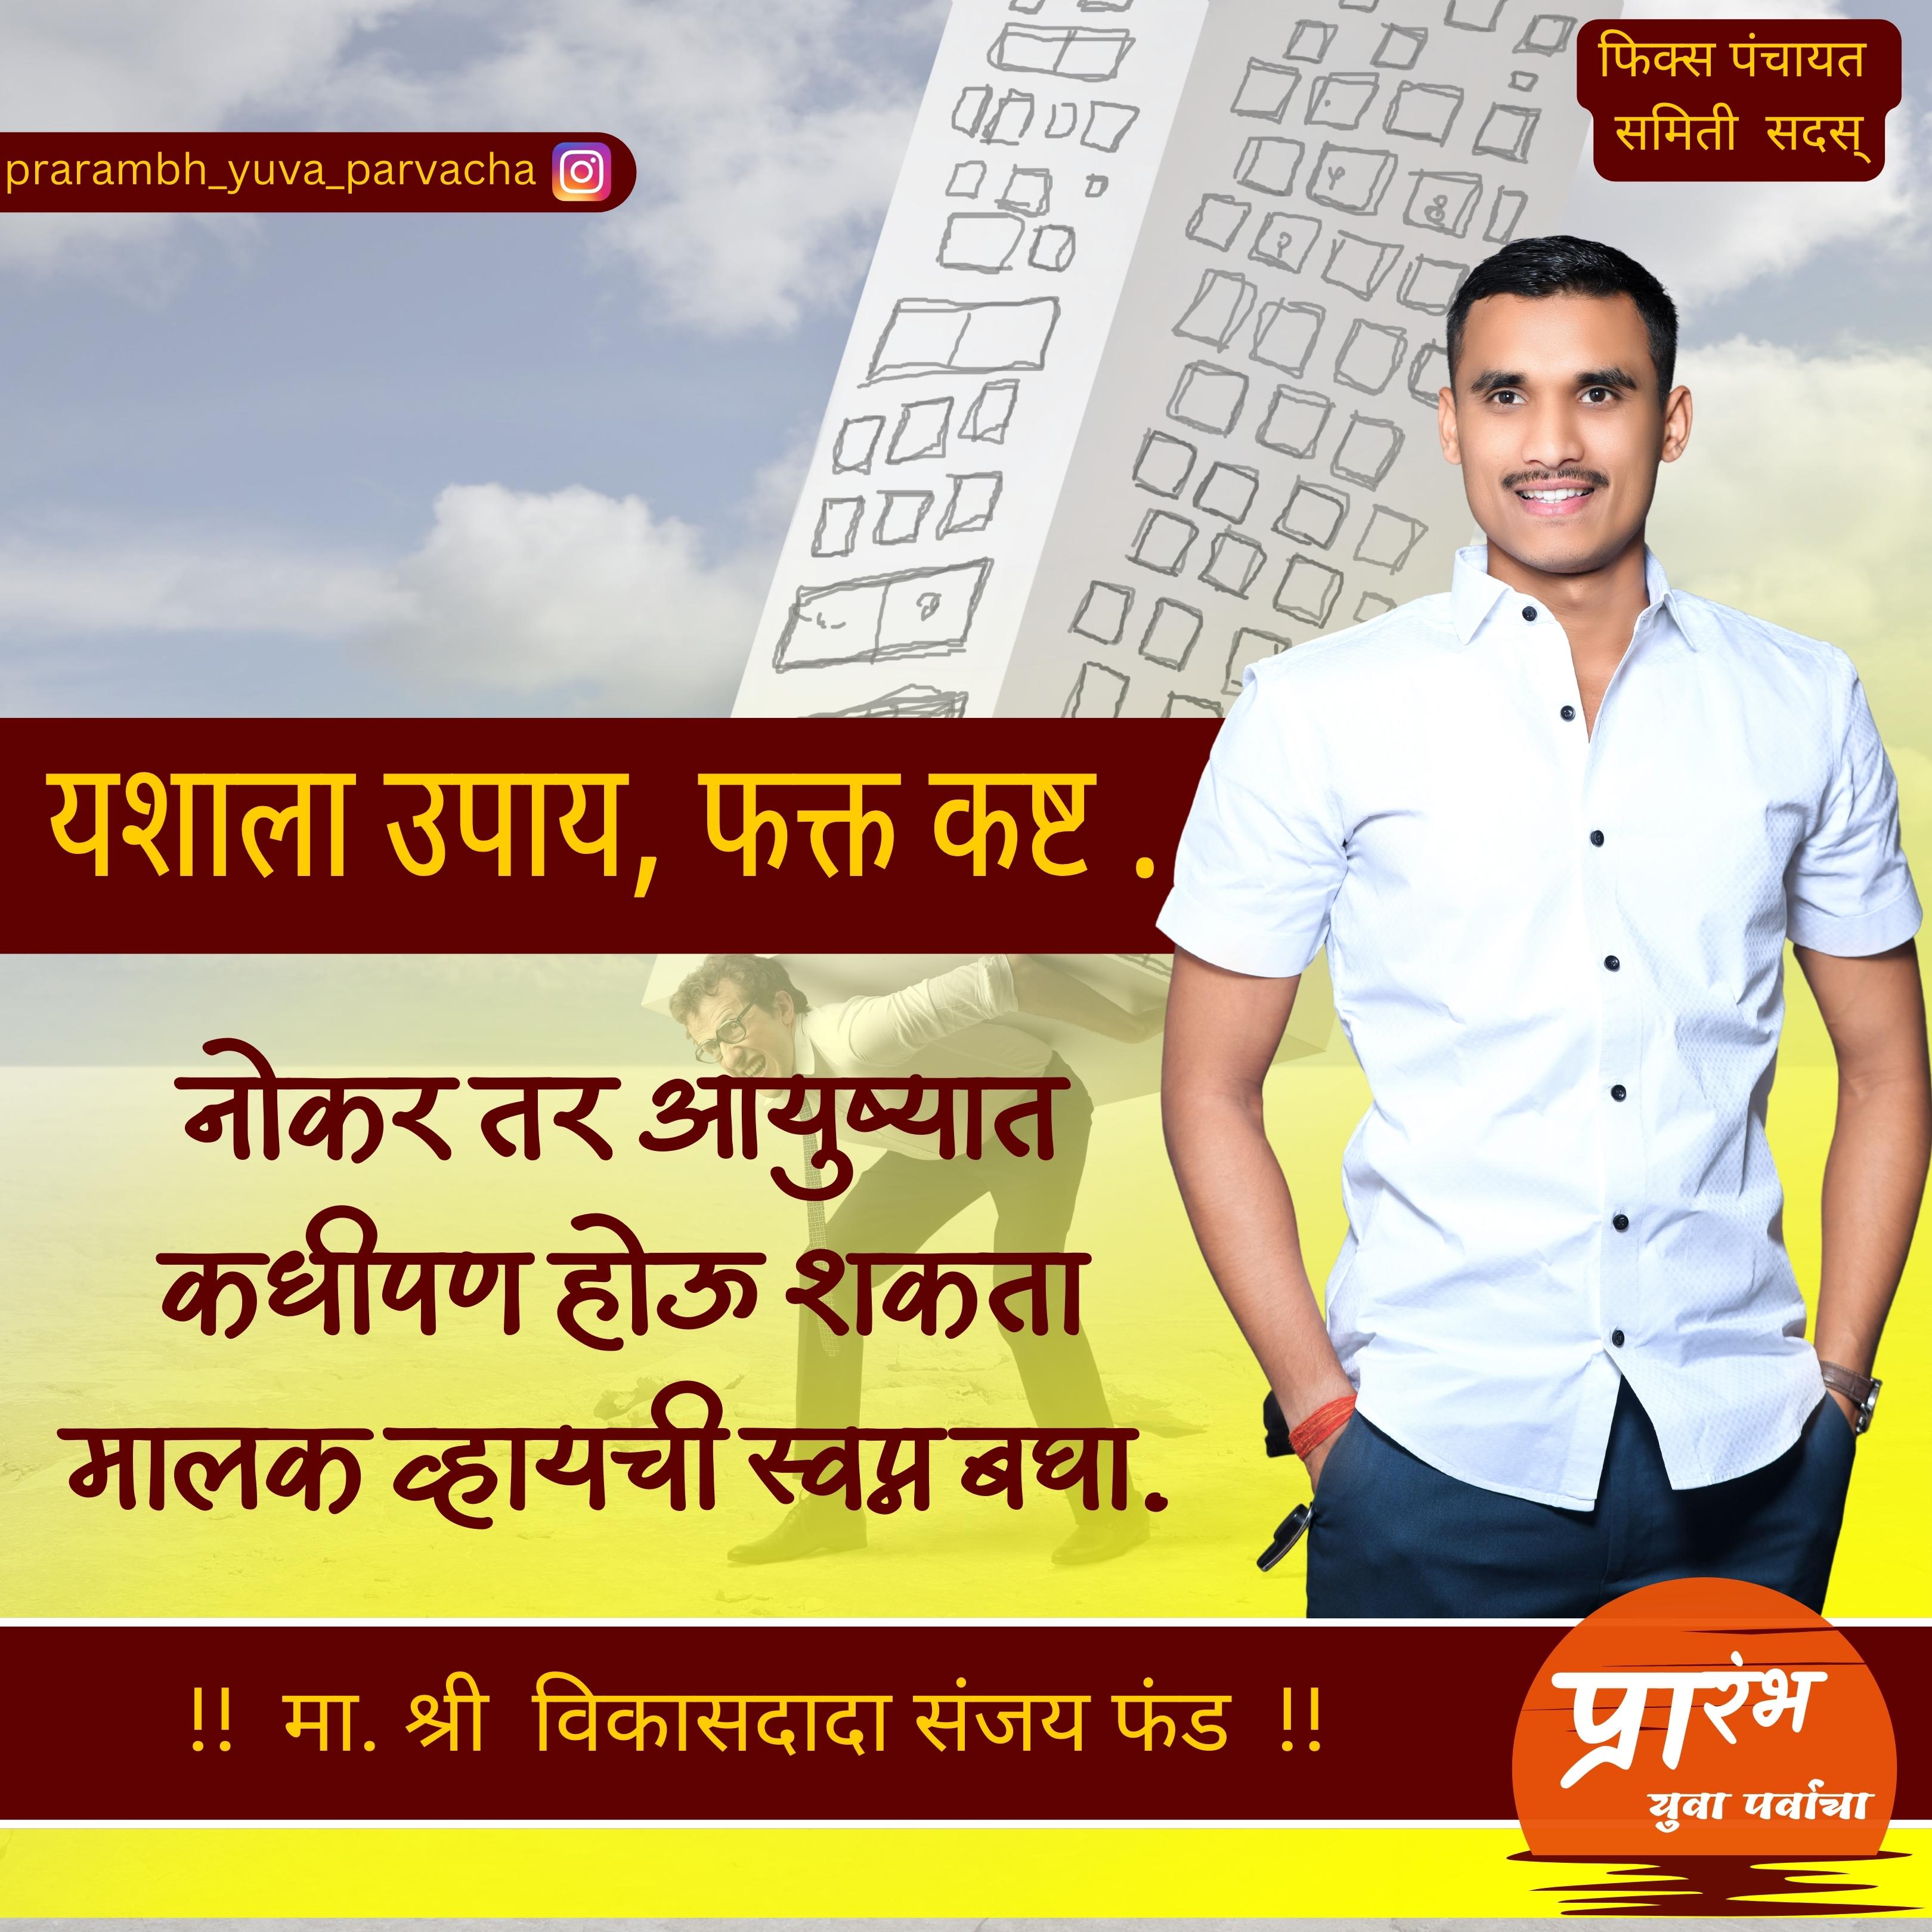 फिक्स पंचायत
समिती सदस्
prarambh_yuva_parvacha
यशाला उपाय, फक्त कष्ट .
नोकर तर आयुष्यात
कधीपण होऊ शकता
मालक व्हायची स्वप्न बघा.
!! मा. श्री विकासदादा संजय फंड !!
प्रारंभ
युवा पर्वाचा